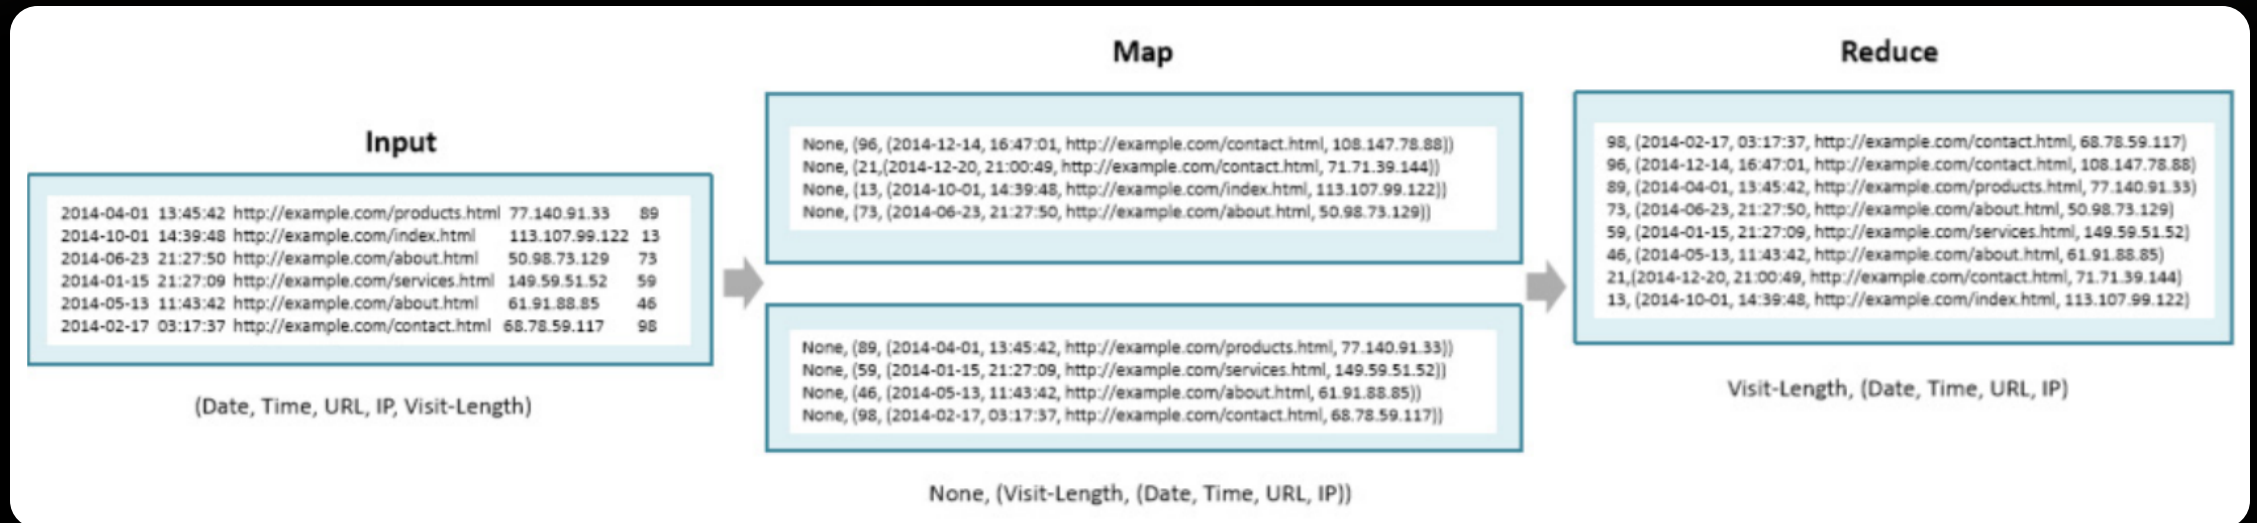 Input
2014-04-01 13:45:42 http://example.com/products.html 77.140.91.33 89
2014-10-01 14:39:48 http://example.com/index.html 113.107.99.122 13
2014-06-23 21:27:50 http://example.com/about.html 50.98.73.129 73
2014-01-15 21:27:09 http://example.com/services.html 149.59.51.52 59
2014-05-13 11:43:42 http://example.com/about.html 61.91.88.85 46
2014-02-17 03:17:37 http://example.com/contact.html 68.78.59.117 98
(Date, Time, URL, IP, Visit-Length)
Map
None, (96, (2014-12-14, 16:47:01, http://example.com/contact.html, 108.147.78.88))
None, (21,(2014-12-20, 21:00:49, http://example.com/contact.html, 71.71.39.144))
None, (13, (2014-10-01, 14:39:48, http://example.com/index.html, 113.107.99.122))
None, (73, (2014-06-23, 21:27:50, http://example.com/about.html, 50.98.73.129))
None, (89, (2014-04-01, 13:45:42, http://example.com/products.html, 77.140.91.33))
None, (59, (2014-01-15, 21:27:09, http://example.com/services.html, 149.59.51.52))
None, (46, (2014-05-13, 11:43:42, http://example.com/about.html, 61.91.88.85))
None, (98, (2014-02-17, 03:17:37, http://example.com/contact.html, 68.78.59.117))
None, (Visit-Length, (Date, Time, URL, IP))
Reduce
98, (2014-02-17, 03:17:37, http://example.com/contact.html, 68.78.59.117)
96, (2014-12-14, 16:47:01, http://example.com/contact.html, 108.147.78.88)
89, (2014-04-01, 13:45:42, http://example.com/products.html, 77.140.91.33)
73, (2014-06-23, 21:27:50, http://example.com/about.html, 50.98.73.129)
59, (2014-01-15, 21:27:09, http://example.com/services.html, 149.59.51.52)
46, (2014-05-13, 11:43:42, http://example.com/about.html, 61.91.88.85)
21,(2014-12-20, 21:00:49, http://example.com/contact.html, 71.71.39.144)
13, (2014-10-01, 14:39:48, http://example.com/index.html, 113.107.99.122)
Visit-Length, (Date, Time, URL, IP)